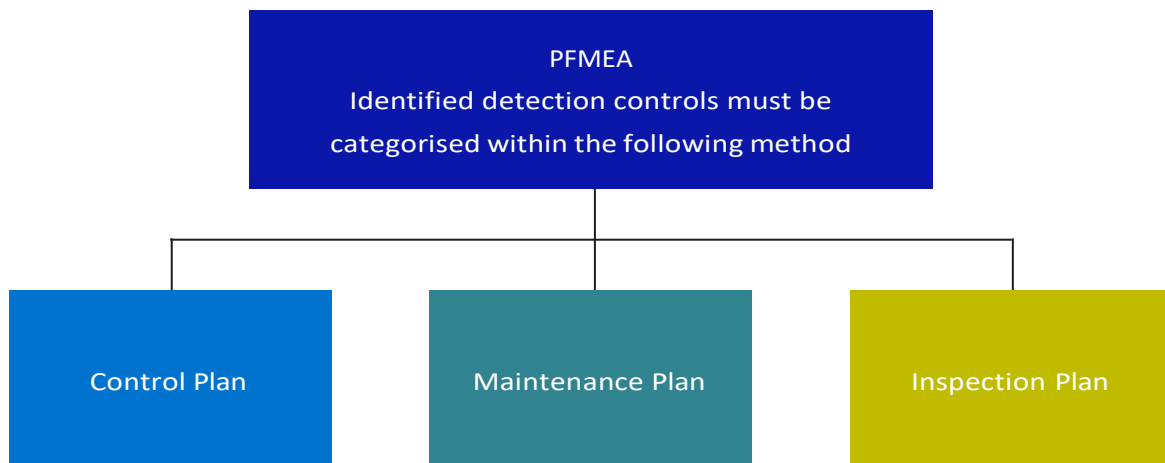 PFMEA
Identified detection controls must be
categorised within the following method
Control Plan
Maintenance Plan
Inspection Plan